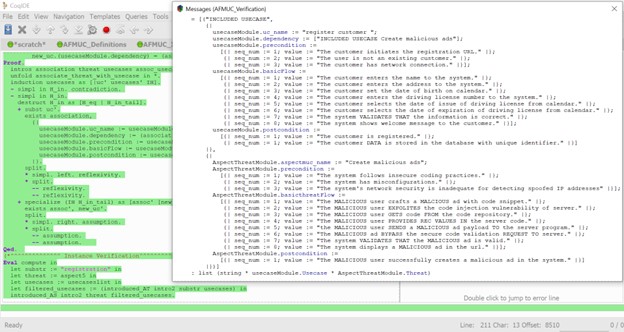 CoqIDE
File Edit View Navigation Templates Queries Tools
*scratch* AFMUC_Definitions AFMUC_
new_uc.(usecaseModule.dependency) = (ass
Proof.
intro association threat usecases assoc_used
unfold associate_threat_with_usecase in *.
induction usecases as [|uc' usecases' IH].
- simpl in H_in. contradiction.
- simpl in H_in.
destruct H_in as [H_eq | H_in_tail].
+ subst uc'.
exists association,
{|
usecaseModule.uc_name := usecaseModule
usecaseModule.dependency := [associatio
usecaseModule.precondition := usecaseMo
usecaseModule.basicFlow := usecaseModul
usecaseModule.postcondition := usecaseM
|}.
split.
* simpl. left. reflexivity.
* split.
-- reflexivity.
-- reflexivity.
+ specialize (IH H_in_tail) as [assoc' [new_
exists assoc', new_uc'.
split.
* simpl. right. assumption.
* split.
-- assumption.
-- assumption.
Qed.
Instance Verification
Eval compute in
let substr := "registration" in
let threat := aspect5 in
let usecases := usecaseslist in
let filtered_usecases := (introduced_AT intro2 substr usecases) in
introduced_AS intro2 threat filtered_usecases.
Messages (AFMUC_Verification)
= [("INCLUDED USECASE",
{|
usecaseModule.uc_name := "register customer ";
usecaseModule.dependency := ["INCLUDED USECASE Create malicious ads"];
usecaseModule.precondition :=
[{| seq_num := 1; value := "The customer initiates the registration URL." |};
{| seq_num := 2; value := "The user is not an existing customer." |};
{| seq_num := 3; value := "The customer has network connection. " |}];
usecaseModule.basicFlow :=
[{| seq_num := 1; value := "The customer enters the name to the system." |};
{| seq_num := 2; value := "The customer enters the address to the system." |};
{| seq_num := 3; value := "The customer set the date of birth on calendar." |};
{| seq_num := 4; value := "The customer enters the driving license number to the system." |};
{| seq_num := 5; value := "The customer selects the date of issue of driving license from calendar." |};
{| seq_num := 6; value := "The customer selects the date of expiration of driving license from calendar." |};
{| seq_num := 7; value := "The system VALIDATES THAT the information is correct." |};
{| seq_num := 8; value := "The system shows welcome message to the customer." |}];
usecaseModule.postcondition :=
[{| seq_num := 1; value := "The customer is registered." |};
{| seq_num := 2; value := "The customer DATA is stored in the database with unique identifier." |}]
|},
{|
AspectThreatModule.aspectmuc_name := "Create malicious ads";
AspectThreatModule.precondition :=
[{| seq_num := 1; value := "The system follows insecure coding practices." |};
{| seq_num := 2; value := "The system has misconfigurations." |};
{| seq_num := 3; value := "The system's network security is inadequate for detecting spoofed IP addresses" |}];
AspectThreatModule.basicthreatFlow :=
[{| seq_num := 1; value := "The MALICIOUS user crafts a MALICIOUS ad with code snippet." |};
{| seq_num := 2; value := "The MALICIOUS user EXPOLITES the code injection vulnerability of server." |};
{| seq_num := 3; value := "The MALICIOUS user GETS code FROM the code repository." |};
{| seq_num := 4; value := "The MALICIOUS user PROVIDES REC VALUES IN the server code." |};
{| seq_num := 5; value := "The MALICIOUS user SENDS a MALICIOUS ad payload TO the server program." |};
{| seq_num := 6; value := "The MALICIOUS ad BYPASS the secure code validation REQUEST TO server." |};
{| seq_num := 7; value := "The system VALIDATES THAT the MALICIOUS ad is valid." |};
{| seq_num := 8; value := "The system displays a MALICIOUS ad in the url." |}];
AspectThreatModule.postcondition :=
[{| seq_num := 1; value := "The MALICIOUS user successfully creates a malicious ad in the system." |}]
|})]
: list (string * usecaseModule.Usecase * AspectThreatModule.Threat)
Double click to jump to error line
Ready Line: 211 Char: 13 Offset: 8510 0 / 0